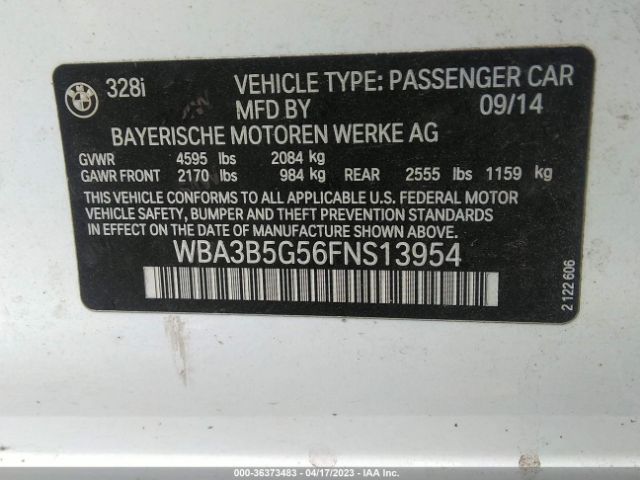 BMW
328i VEHICLE TYPE: PASSENGER CAR
MFD BY 09/14
BAYERISCHE MOTOREN WERKE AG
GVWR 4595 lbs 2084 kg
GAWR FRONT 2170 lbs 984 kg REAR 2555 lbs 1159 kg
THIS VEHICLE CONFORMS TO ALL APPLICABLE U.S. FEDERAL MOTOR
VEHICLE SAFETY, BUMPER AND THEFT PREVENTION STANDARDS IN
EFFECT ON THE DATE OF MANUFACTURE SHOWN ABOVE.
WBA3B5G56FNS13954
2 122 606
000-36373483 - 04/17/2023 - IAA Inc.